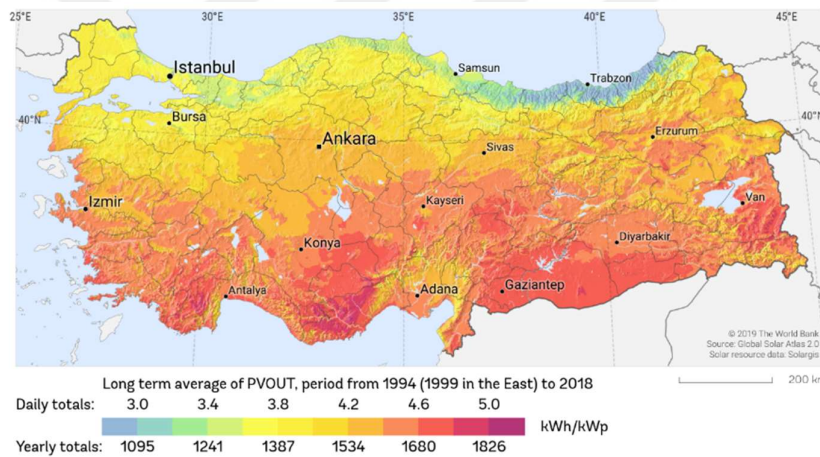 25°E 30°E 35°E 40°E 45°E
Istanbul
Samsun
Trabzon
Bursa
40°N
40°N
Ankara
Erzurum
Sivas
Izmir
Kayseri
Van
Konya
Diyarbakir
Antalya
Adana
Gaziantep
© 2019 The World Bank
Source: Global Solar Atlas 2.0
Solar resource data: Solargis
Long term average of PVOUT, period from 1994 (1999 in the East) to 2018
200 km
Daily totals: 3.0 3.4 3.8 4.2 4.6 5.0
kWh/kWp
Yearly totals: 1095 1241 1387 1534 1680 1826